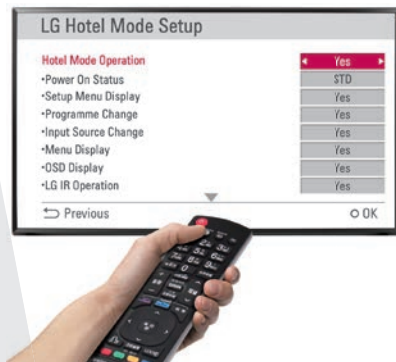 LG Hotel Mode Setup
Hotel Mode Operation Yes
•Power On Status STD
•Setup Menu Display Yes
•Programme Change Yes
•Input Source Change Yes
•Menu Display Yes
•OSD Display Yes
•LG IR Operation Yes
Previous OK